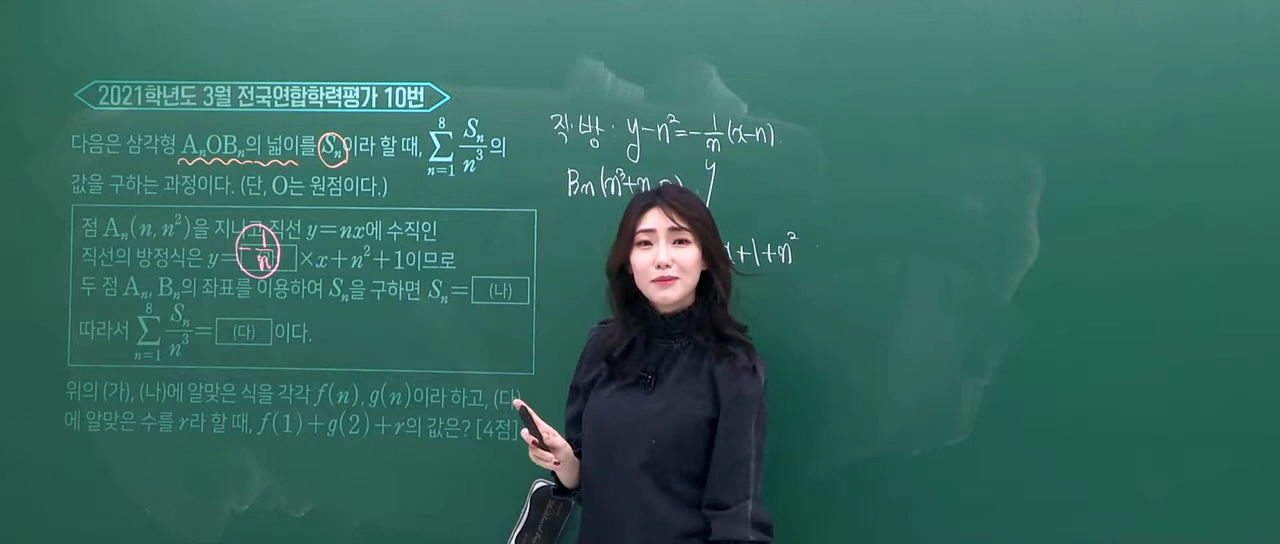 2021학년도 3월 전국연합학력평가 10번
다음은 삼각형 AₙOBₙ의 넓이를 Sₙ이라 할 때, ∑ₙ₌₁⁸ Sₙ/n³의
값을 구하는 과정이다. (단, O는 원점이다.)
점 Aₙ(n, n²)을 지나고 직선 y=nx에 수직인
직선의 방정식은 y= -1/n ×x+n²+1이므로
두 점 Aₙ, Bₙ의 좌표를 이용하여 Sₙ을 구하면 Sₙ= (나)
따라서 ∑ₙ₌₁⁸ Sₙ/n³= (다) 이다.
위의 (가), (나)에 알맞은 식을 각각 f(n), g(n)이라 하고, (다)
에 알맞은 수를 r라 할 때, f(1)+g(2)+r의 값은? [4점]
직·방· y-n²=-1/n(x-n).
Bn(n³+n
y
+1+n²